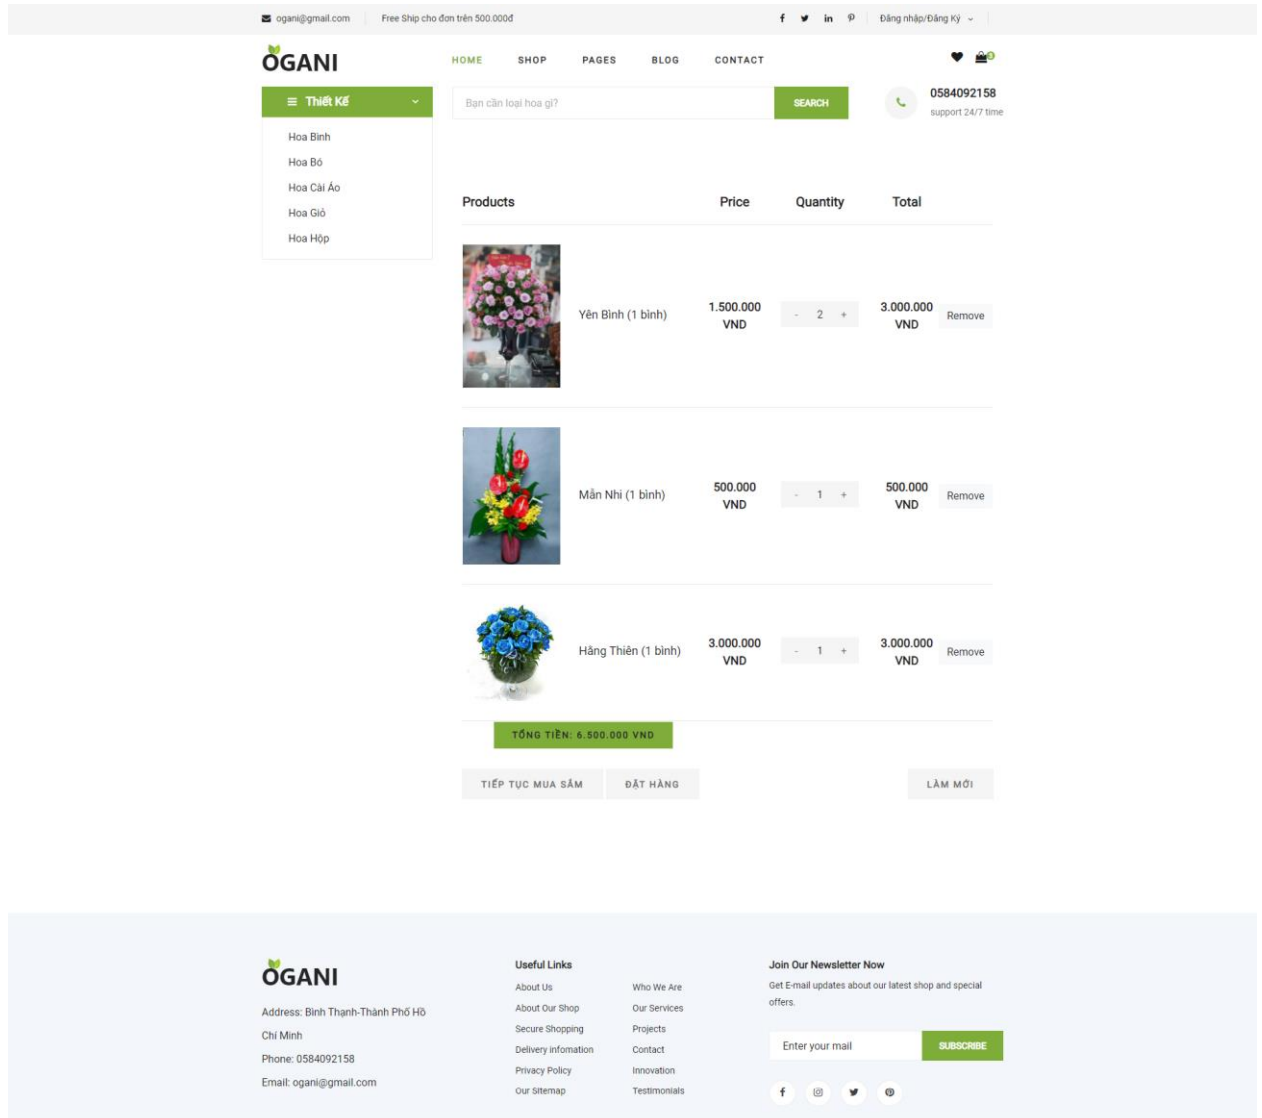 ogani@gmail.com Free Ship cho đơn trên 500.000đ Đăng nhập/Đăng Ký
OGANI HOME SHOP PAGES BLOG CONTACT
Thiết Kế Bạn cần loại hoa gì? SEARCH 0584092158
support 24/7 time
Hoa Bình
Hoa Bó
Hoa Cài Áo
Hoa Giỏ
Hoa Hộp
Products Price Quantity Total
Yên Bình (1 bình) 1.500.000 VND - 2 + 3.000.000 VND Remove
Mẫn Nhi (1 bình) 500.000 VND - 1 + 500.000 VND Remove
Hằng Thiên (1 bình) 3.000.000 VND - 1 + 3.000.000 VND Remove
TỔNG TIỀN: 6.500.000 VND
TIẾP TỤC MUA SẮM ĐẶT HÀNG LÀM MỚI
OGANI
Address: Bình Thạnh-Thành Phố Hồ
Chí Minh
Phone: 0584092158
Email: ogani@gmail.com
Useful Links
About Us
About Our Shop
Secure Shopping
Delivery infomation
Privacy Policy
Our Sitemap
Who We Are
Our Services
Projects
Contact
Innovation
Testimonials
Join Our Newsletter Now
Get E-mail updates about our latest shop and special
offers.
Enter your mail SUBSCRIBE